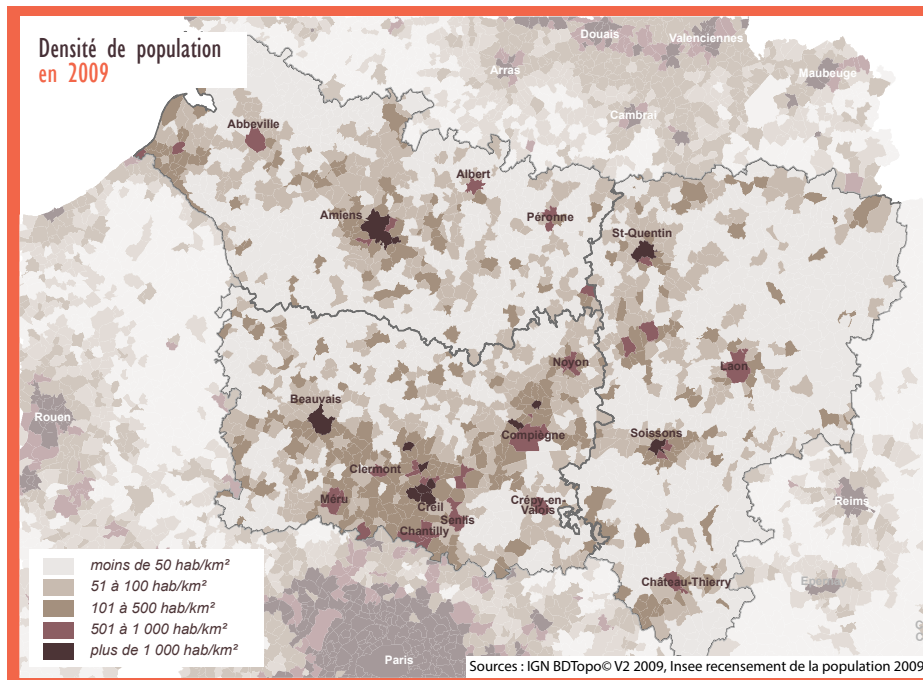 Densité de population
en 2009
Douais
Valenciennes
Arras
Maubeuge
Cambrai
Abbeville
Albert
Amiens
Péronne
St-Quentin
Noyon
Laon
Beauvais
Rouen
Compiègne
Soissons
Clermont
Méru
Creil
Crépy-en-
Valois
Senlis
Chantilly
Reims
Château-Thierry
Epernay
Paris
moins de 50 hab/km²
51 à 100 hab/km²
101 à 500 hab/km²
501 à 1 000 hab/km²
plus de 1 000 hab/km²
Sources : IGN BDTopo© V2 2009, Insee recensement de la population 2009